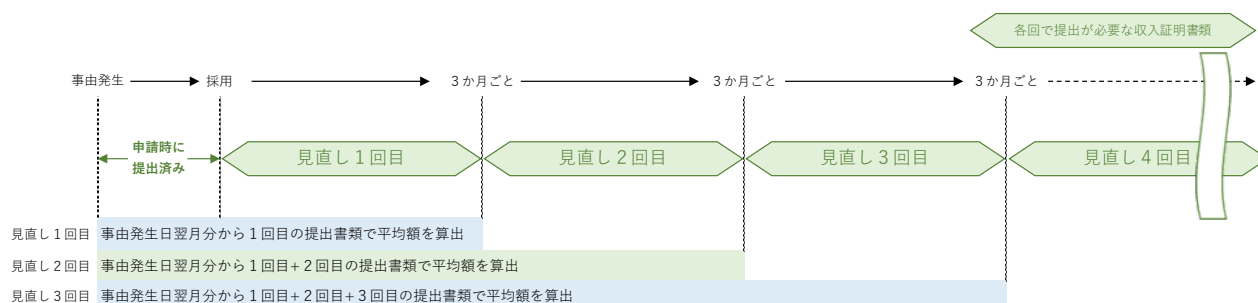 各回で提出が必要な収入証明書類
事由発生
採用
3か月ごと
3か月ごと
3か月ごと
申請時に
提出済み
見直し1回目
見直し2回目
見直し3回目
見直し4回目
見直し1回目 事由発生日翌月分から1回目の提出書類で平均額を算出
見直し2回目 事由発生日翌月分から1回目+2回目の提出書類で平均額を算出
見直し3回目 事由発生日翌月分から1回目+2回目+3回目の提出書類で平均額を算出